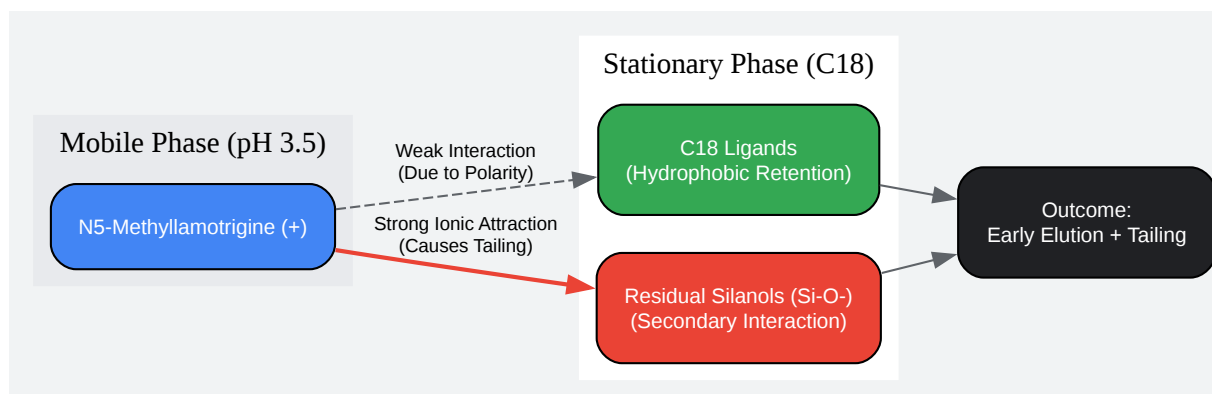 Stationary Phase (C18)
Mobile Phase (pH 3.5)
N5-Methyllamotrigine (+)
Weak Interaction
(Due to Polarity)
Strong Ionic Attraction
(Causes Tailing)
C18 Ligands
(Hydrophobic Retention)
Residual Silanols (Si-O-)
(Secondary Interaction)
Outcome:
Early Elution + Tailing